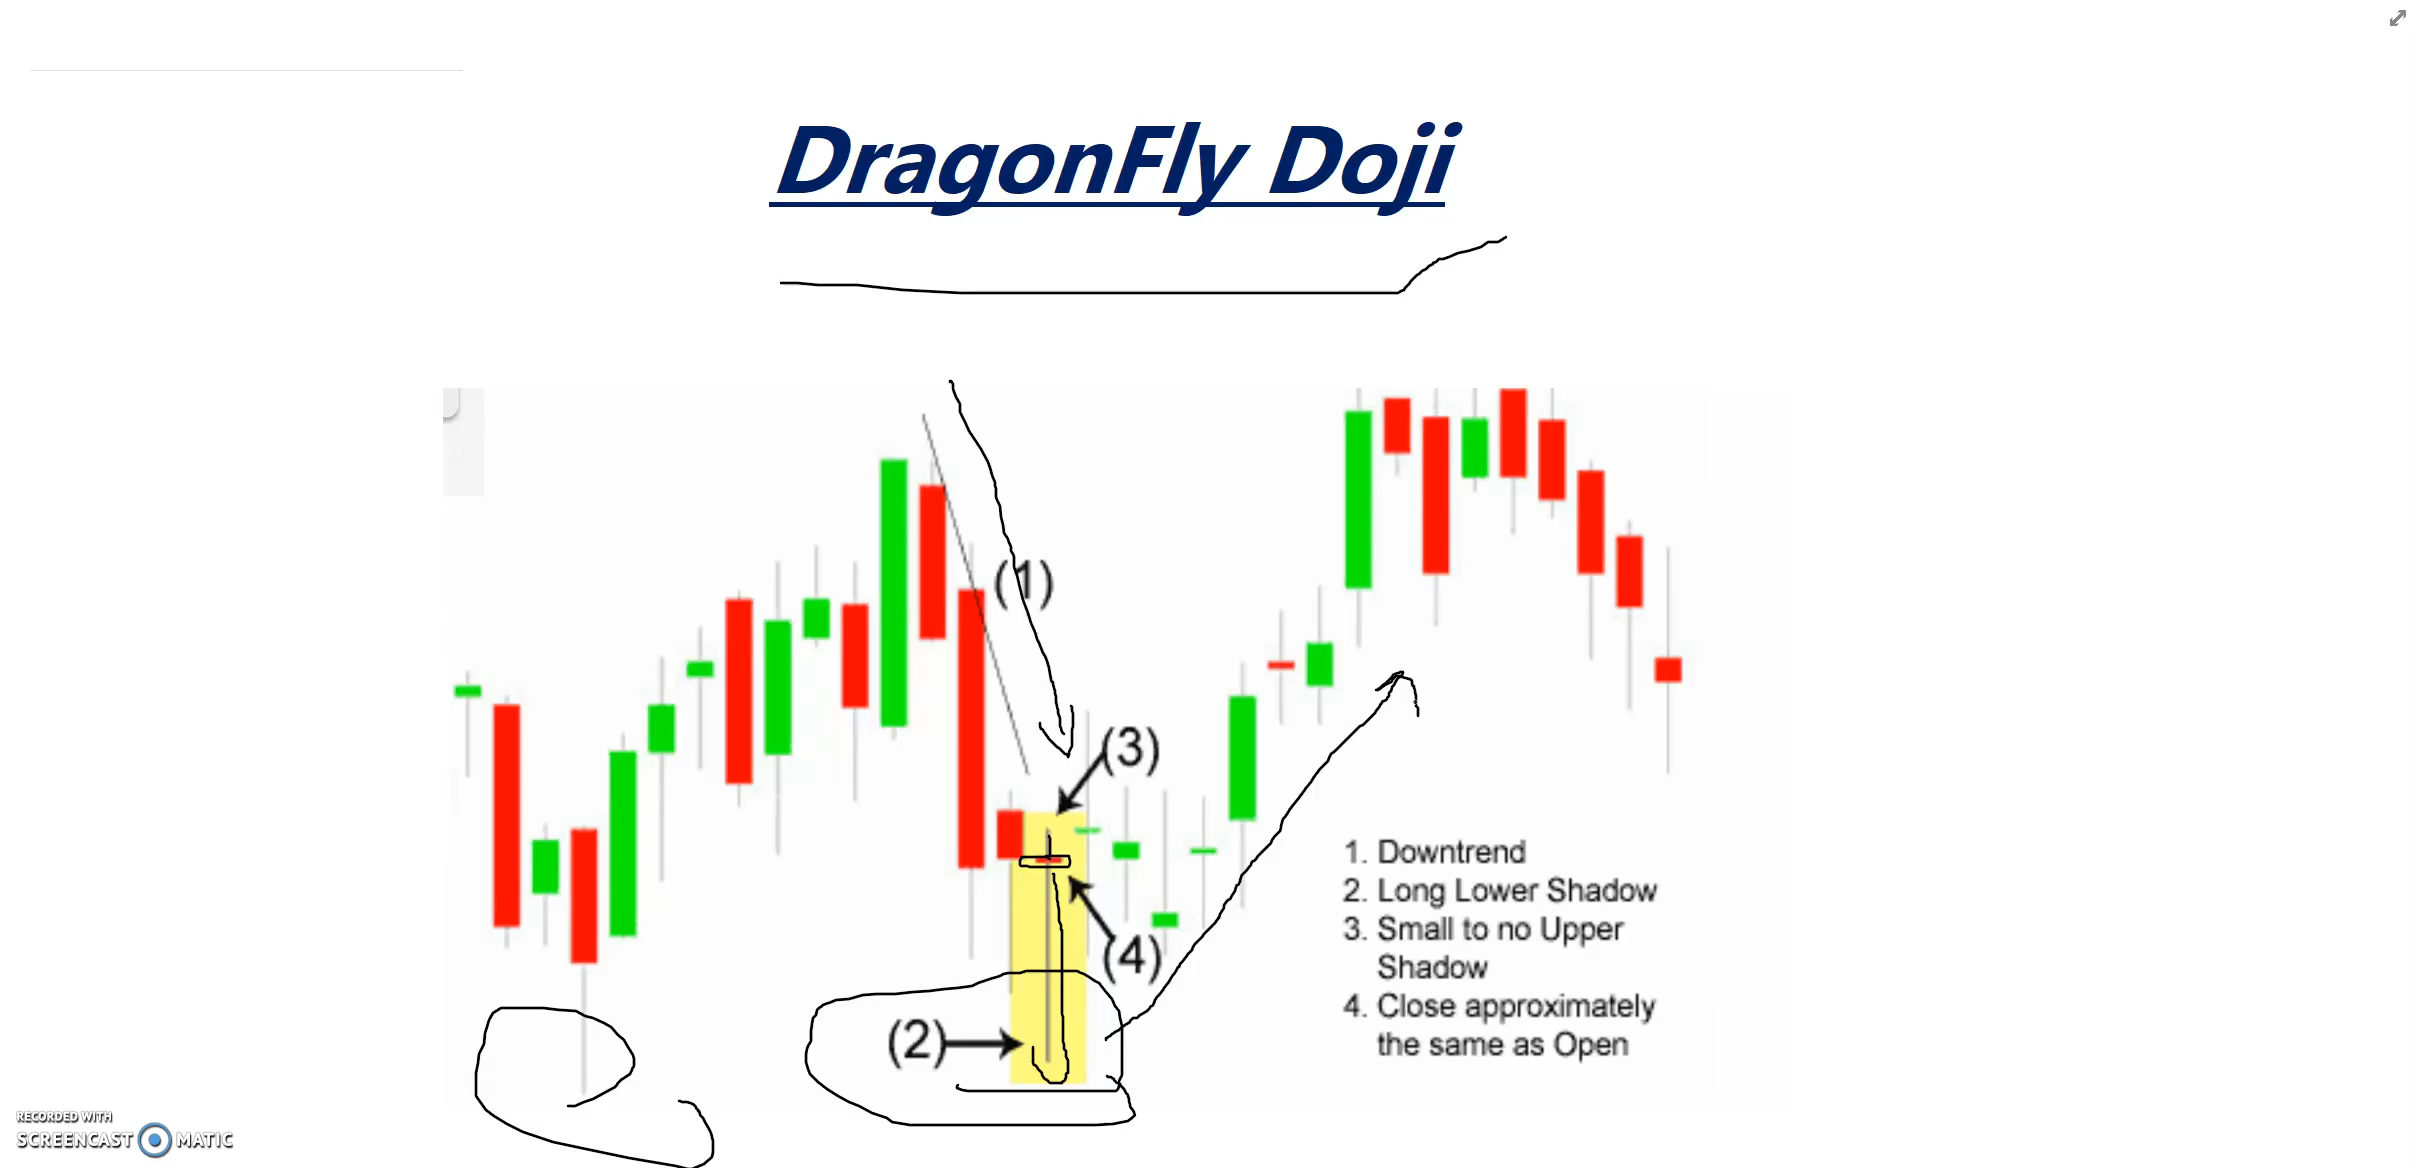 DragonFly Doji
(1)
(3)
(4)
(2)
1. Downtrend
2. Long Lower Shadow
3. Small to no Upper
Shadow
4. Close approximately
the same as Open
RECORDED WITH
SCREENCAST MATIC